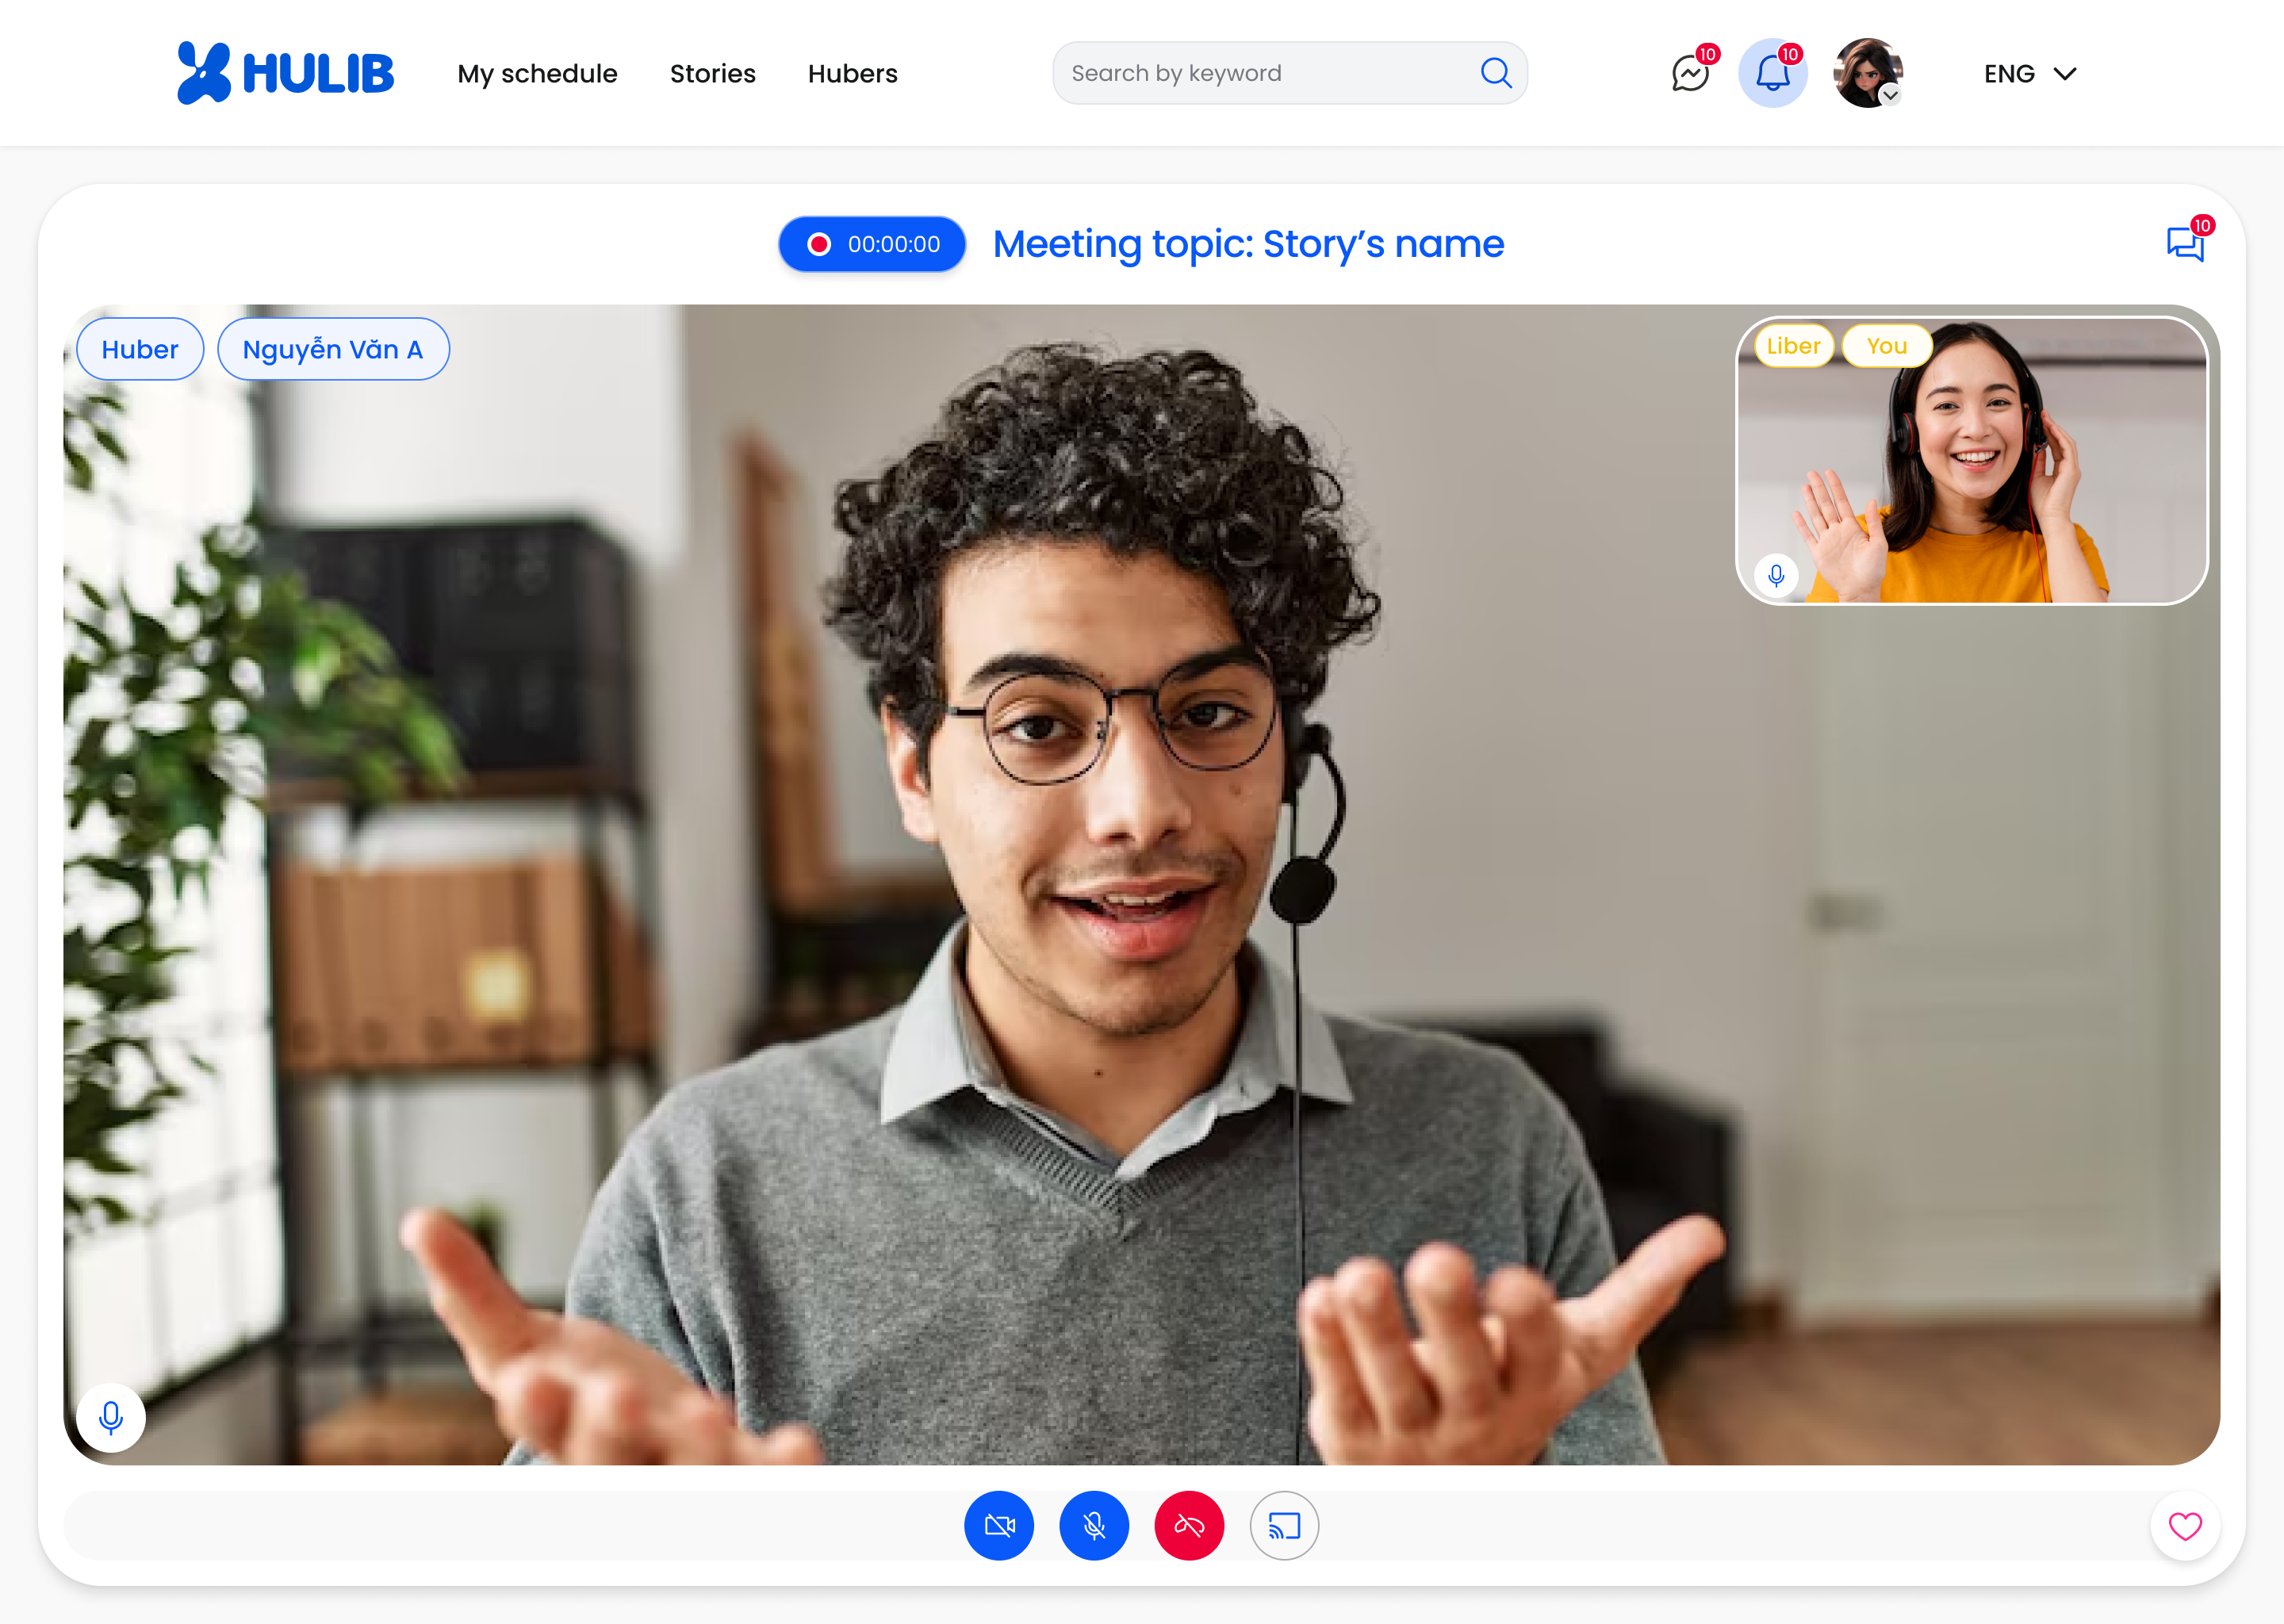 HULIB
My schedule
Stories
Hubers
Search by keyword
10
10
ENG
00:00:00
Meeting topic: Story’s name
10
Huber
Nguyễn Văn A
Liber
You